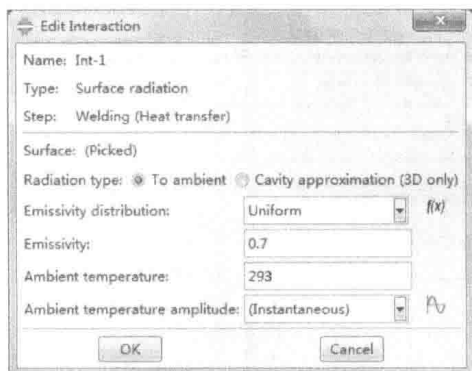 Edit Interaction
Name: Int-1
Type: Surface radiation
Step: Welding (Heat transfer)
Surface: (Picked)
Radiation type: To ambient Cavity approximation (3D only)
Emissivity distribution: Uniform f(x)
Emissivity: 0.7
Ambient temperature: 293
Ambient temperature amplitude: (Instantaneous)
OK Cancel